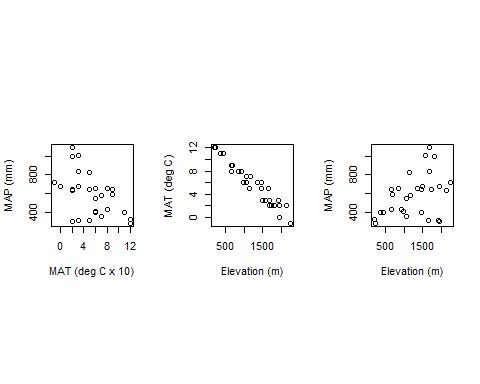 MAP (mm)
400 800
0 4 8 12
MAT (deg C x 10)
MAT (deg C)
0 4 8 12
500 1500
Elevation (m)
MAP (mm)
400 800
500 1500
Elevation (m)